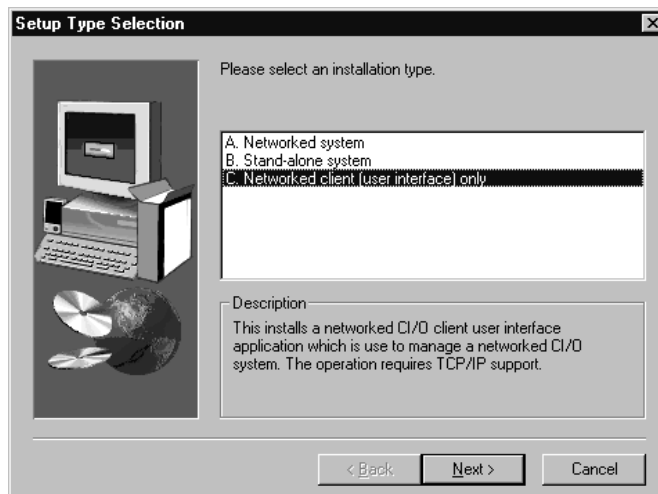 Setup Type Selection
Please select an installation type.
A. Networked system
B. Stand-alone system
C. Networked client (user interface) only
Description
This installs a networked CI/O client user interface
application which is use to manage a networked CI/O
system. The operation requires TCP/IP support.
< Back
Next >
Cancel